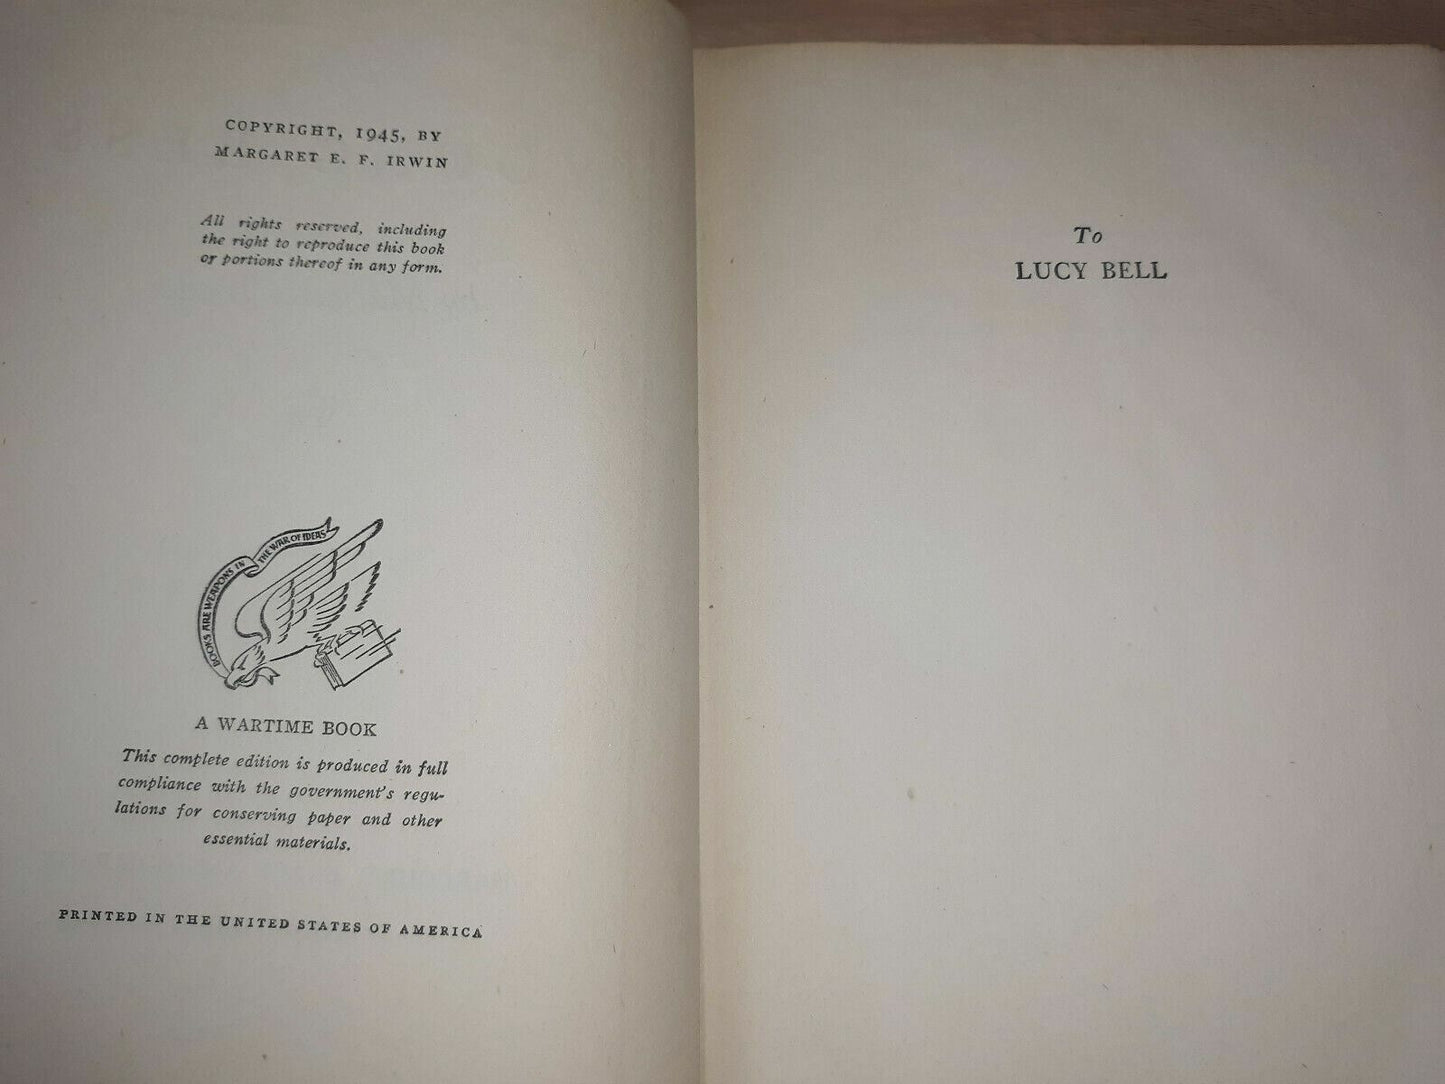 COPYRIGHT, 1945, BY
MARGARET E. F. IRWIN
All rights reserved, including
the right to reproduce this book
or portions thereof in any form.
BOOKS ARE WEAPONS IN THE WAR OF IDEAS
A WARTIME BOOK
This complete edition is produced in full
compliance with the government's regu-
lations for conserving paper and other
essential materials.
PRINTED IN THE UNITED STATES OF AMERICA
To
LUCY BELL